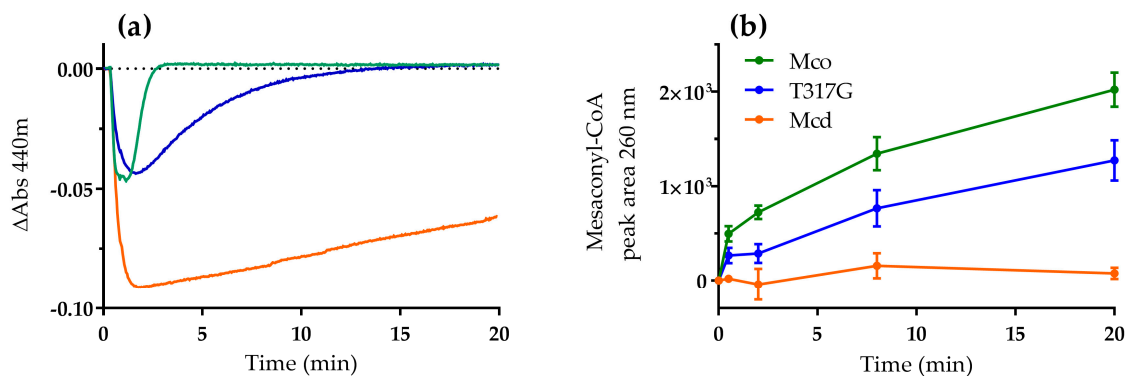 (a)
0.00
-0.05
-0.10
ΔAbs 440m
0
5
10
15
20
Time (min)
(b)
Mco
T317G
Mcd
2×10³
1×10³
0
Mesaconyl-CoA
peak area 260 nm
0
5
10
15
20
Time (min)